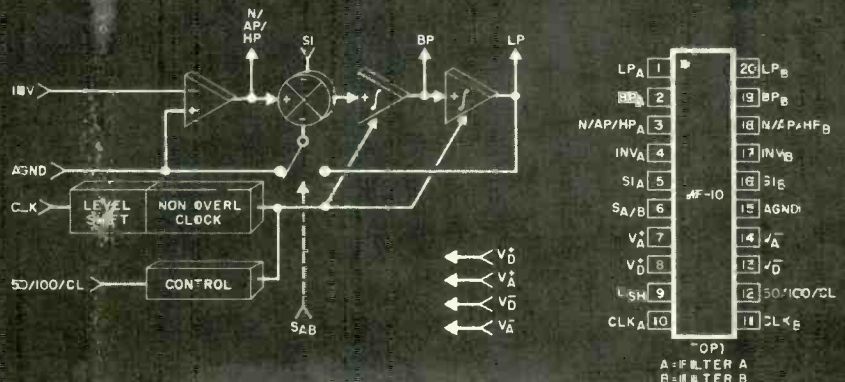 N/
AP/
HP
SI
BP
LP
AGND
CLK
LEVEL
SHIFT
NON OVERL
CLOCK
50/100/CL
CONTROL
SAB
V+D
V+A
V-D
V-A
LPA 1
BPA 2
N/AP/HPA 3
INVA 4
SIA 5
SA/B 6
V+A 7
V+D 8
LSH 9
CLKA 10
20 LPB
19 BPB
18 N/AP/HPB
17 INVB
16 SIB
15 AGND
14 V-A
13 V-D
12 50/100/CL
11 CLKB
MF-10
TOP)
A=FILTER A
B=FILTER B